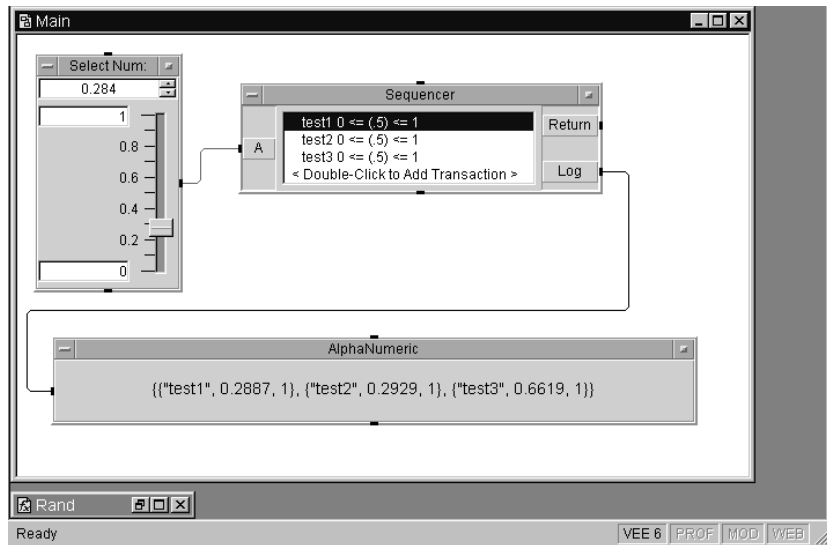 Main
Select Num:
0.284
1
0.8
0.6
0.4
0.2
0
Sequencer
A
test1 0 <= (.5) <= 1
test2 0 <= (.5) <= 1
test3 0 <= (.5) <= 1
< Double-Click to Add Transaction >
Return
Log
AlphaNumeric
{{"test1", 0.2887, 1}, {"test2", 0.2929, 1}, {"test3", 0.6619, 1}}
Rand
Ready
VEE 6 PROF MOD WEB